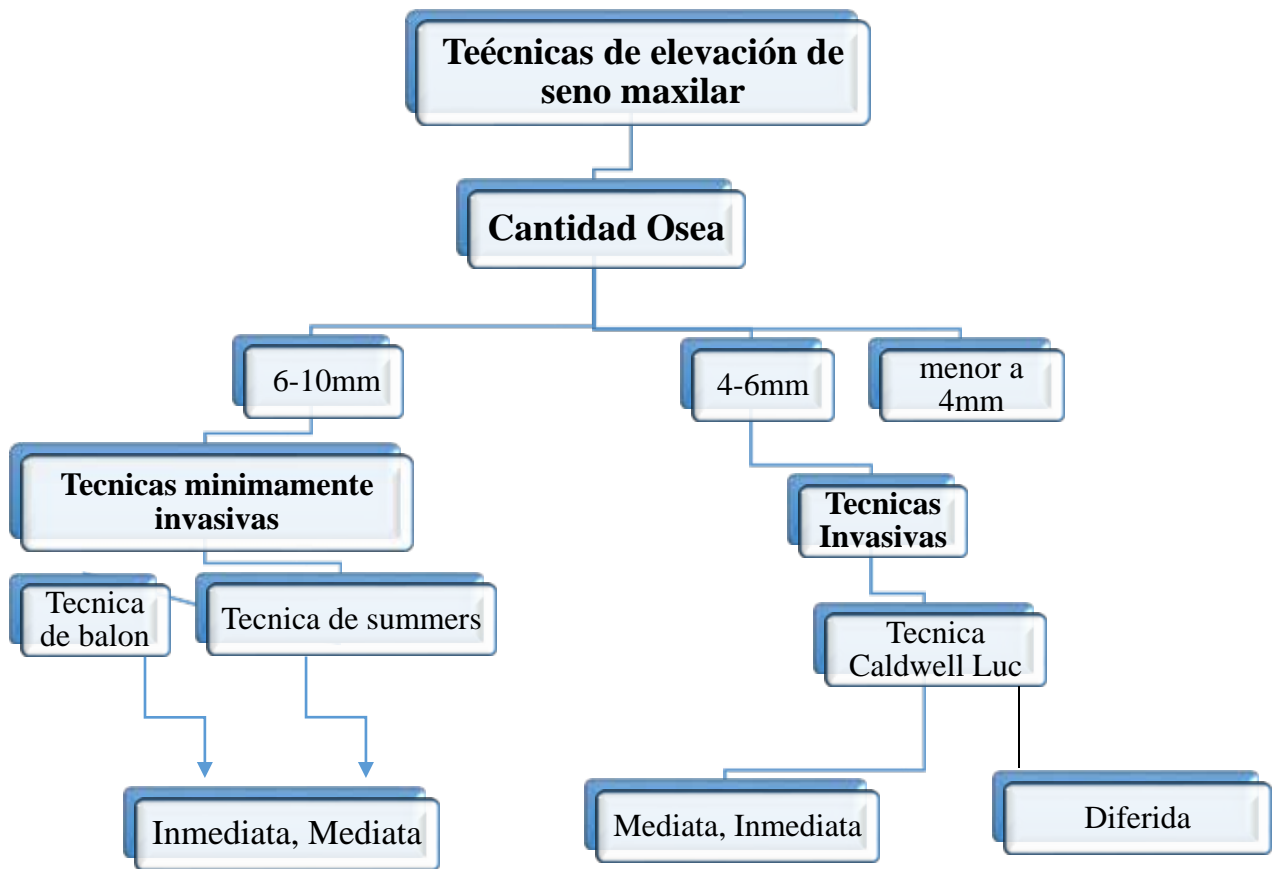 Teécnicas de elevación de
seno maxilar
Cantidad Osea
6-10mm
4-6mm
menor a
4mm
Tecnicas minimamente
invasivas
Tecnicas
Invasivas
Tecnica
de balon
Tecnica de summers
Tecnica
Caldwell Luc
Inmediata, Mediata
Mediata, Inmediata
Diferida